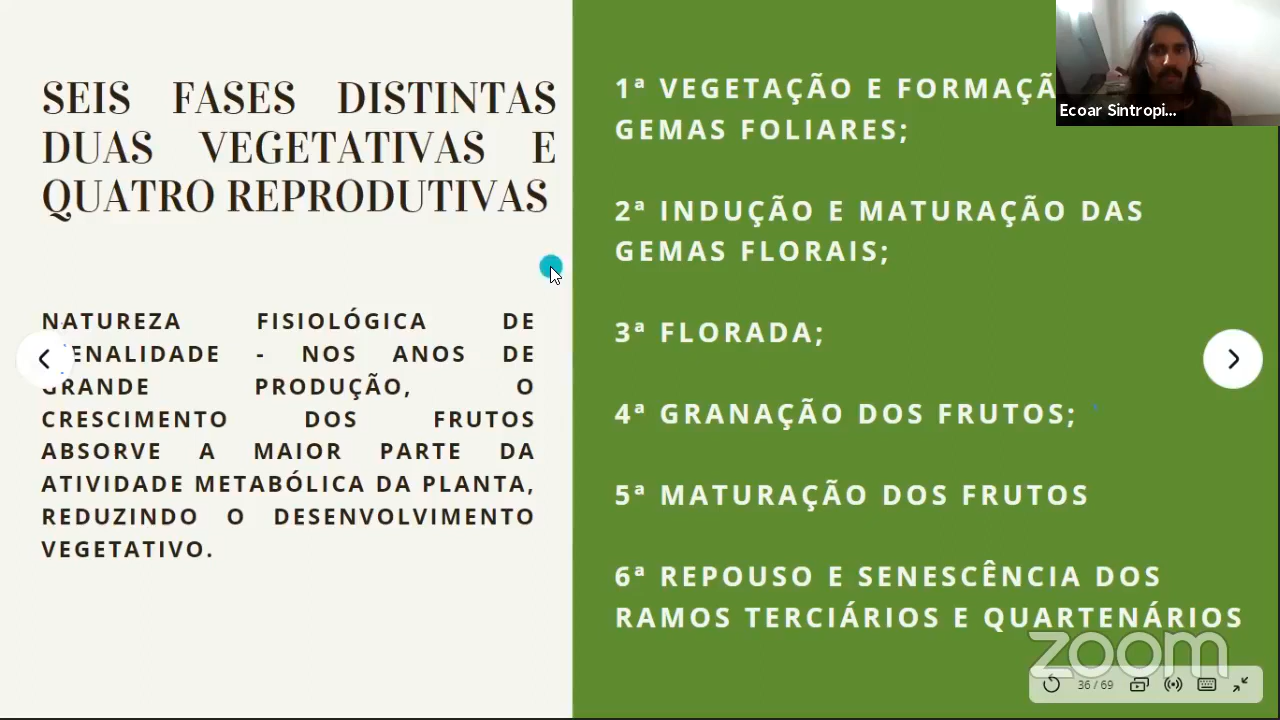 SEIS FASES DISTINTAS
DUAS VEGETATIVAS E
QUATRO REPRODUTIVAS
NATUREZA FISIOLÓGICA DE
- NOS ANOS DE
GRANDE PRODUÇÃO, O
CRESCIMENTO DOS FRUTOS
ABSORVE A MAIOR PARTE DA
ATIVIDADE METABÓLICA DA PLANTA,
REDUZINDO O DESENVOLVIMENTO
VEGETATIVO.
1ª VEGETAÇÃO E FORMAÇÃ
GEMAS FOLIARES;
2ª INDUÇÃO E MATURAÇÃO DAS
GEMAS FLORAIS;
3ª FLORADA;
4ª GRANAÇÃO DOS FRUTOS;
5ª MATURAÇÃO DOS FRUTOS
6ª REPOUSO E SENESCÊNCIA DOS
RAMOS TERCIÁRIOS E QUARTENÁRIOS
Ecoar Sintropi...
zoom
36 / 69